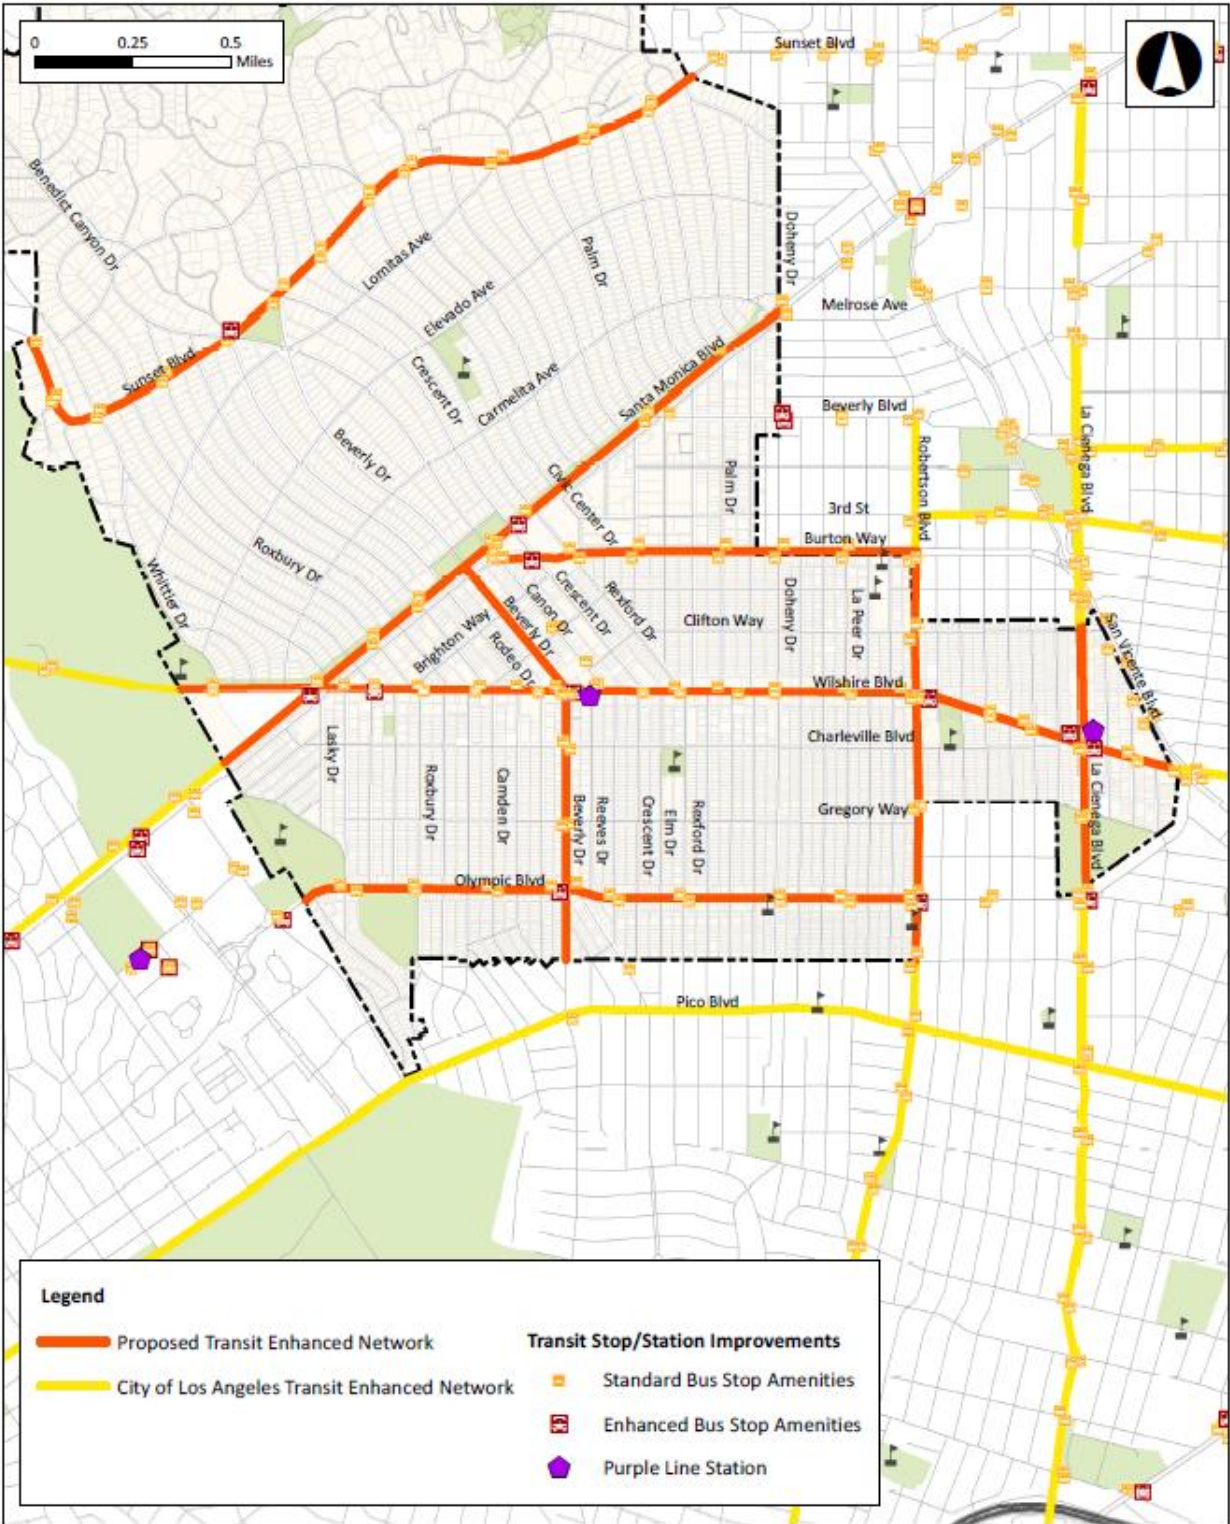 0 0.25 0.5
Miles
Sunset Blvd
Benedict Canyon Dr
Lomitas Ave
Palm Dr
Doheny Dr
Elevado Ave
Melrose Ave
Sunset Blvd
Crescent Dr
Carmelita Ave
Santa Monica Blvd
Beverly Blvd
La Cienega Blvd
Beverly Dr
Robertson Blvd
Civic Center Dr
Palm Dr
3rd St
Burton Way
Roxbury Dr
Whittier Dr
Crescent Dr
Rexford Dr
Canon Dr
Beverly Dr
Doheny Dr
La Peer Dr
Clifton Way
Brighton Way
Rodeo Dr
San Vicente Blvd
Wilshire Blvd
Charleville Blvd
Lasky Dr
Roxbury Dr
Camden Dr
Beverly Dr
Reeves Dr
Crescent Dr
Elm Dr
Rexford Dr
Gregory Way
La Cienega Blvd
Olympic Blvd
Pico Blvd
Legend
Proposed Transit Enhanced Network
City of Los Angeles Transit Enhanced Network
Transit Stop/Station Improvements
Standard Bus Stop Amenities
Enhanced Bus Stop Amenities
Purple Line Station